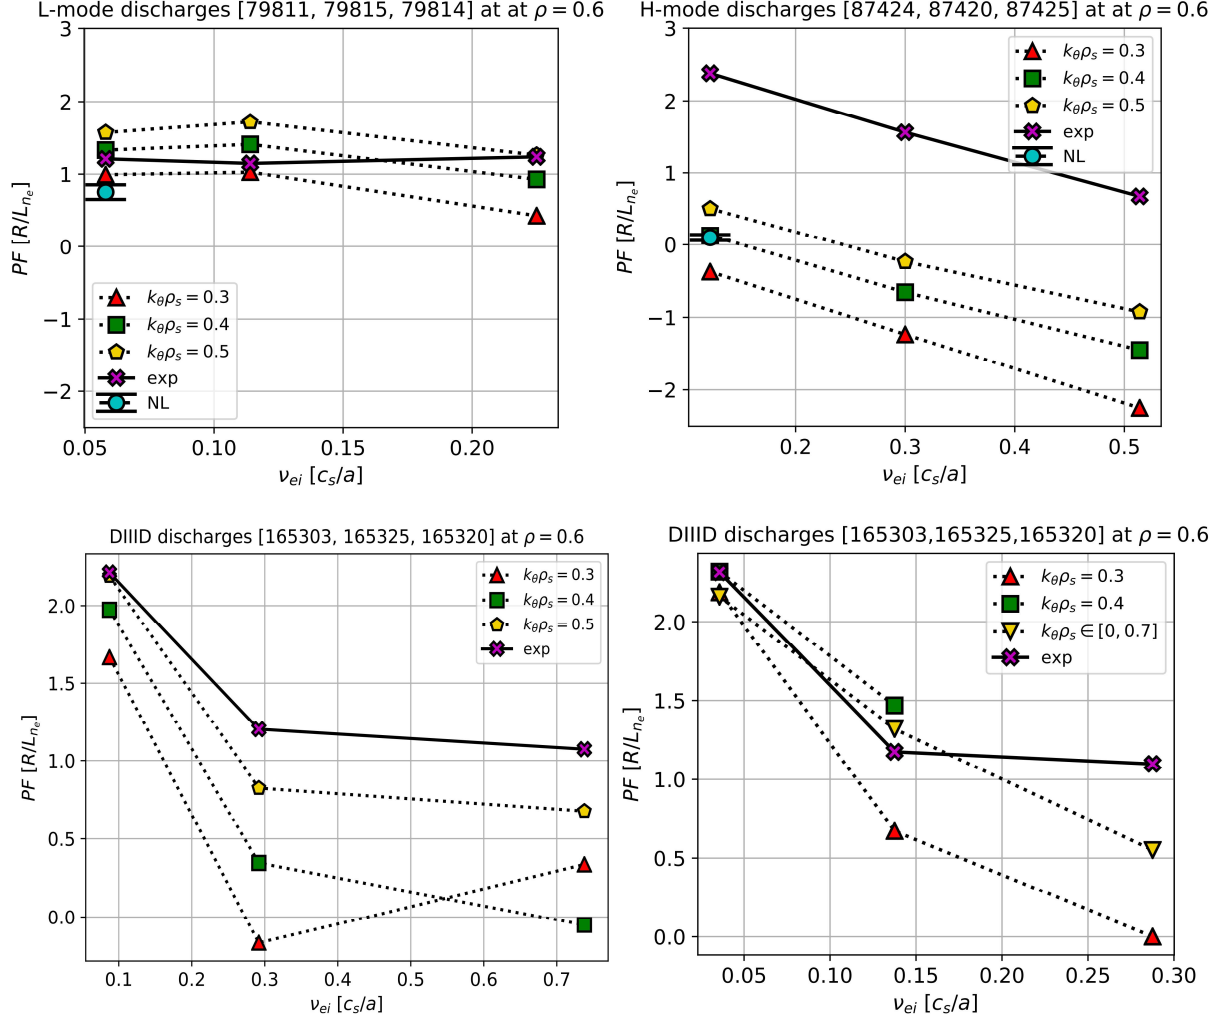 L-mode discharges [79811, 79815, 79814] at at ρ = 0.6
3
2
1
0
−1
−2
PF [R/L_{n_e}]
k_θρ_s = 0.3
k_θρ_s = 0.4
k_θρ_s = 0.5
exp
NL
0.05 0.10 0.15 0.20
ν_{ei} [c_s/a]
H-mode discharges [87424, 87420, 87425] at at ρ = 0.6
3
2
1
0
−1
−2
PF [R/L_{n_e}]
k_θρ_s = 0.3
k_θρ_s = 0.4
k_θρ_s = 0.5
exp
NL
0.2 0.3 0.4 0.5
ν_{ei} [c_s/a]
DIIID discharges [165303, 165325, 165320] at ρ = 0.6
2.0
1.5
1.0
0.5
0.0
PF [R/L_{n_e}]
k_θρ_s = 0.3
k_θρ_s = 0.4
k_θρ_s = 0.5
exp
0.1 0.2 0.3 0.4 0.5 0.6 0.7
ν_{ei} [c_s/a]
DIIID discharges [165303,165325,165320] at ρ = 0.6
2.0
1.5
1.0
0.5
0.0
PF [R/L_{n_e}]
k_θρ_s = 0.3
k_θρ_s = 0.4
k_θρ_s ∈ [0, 0.7]
exp
0.05 0.10 0.15 0.20 0.25 0.30
ν_{ei} [c_s/a]